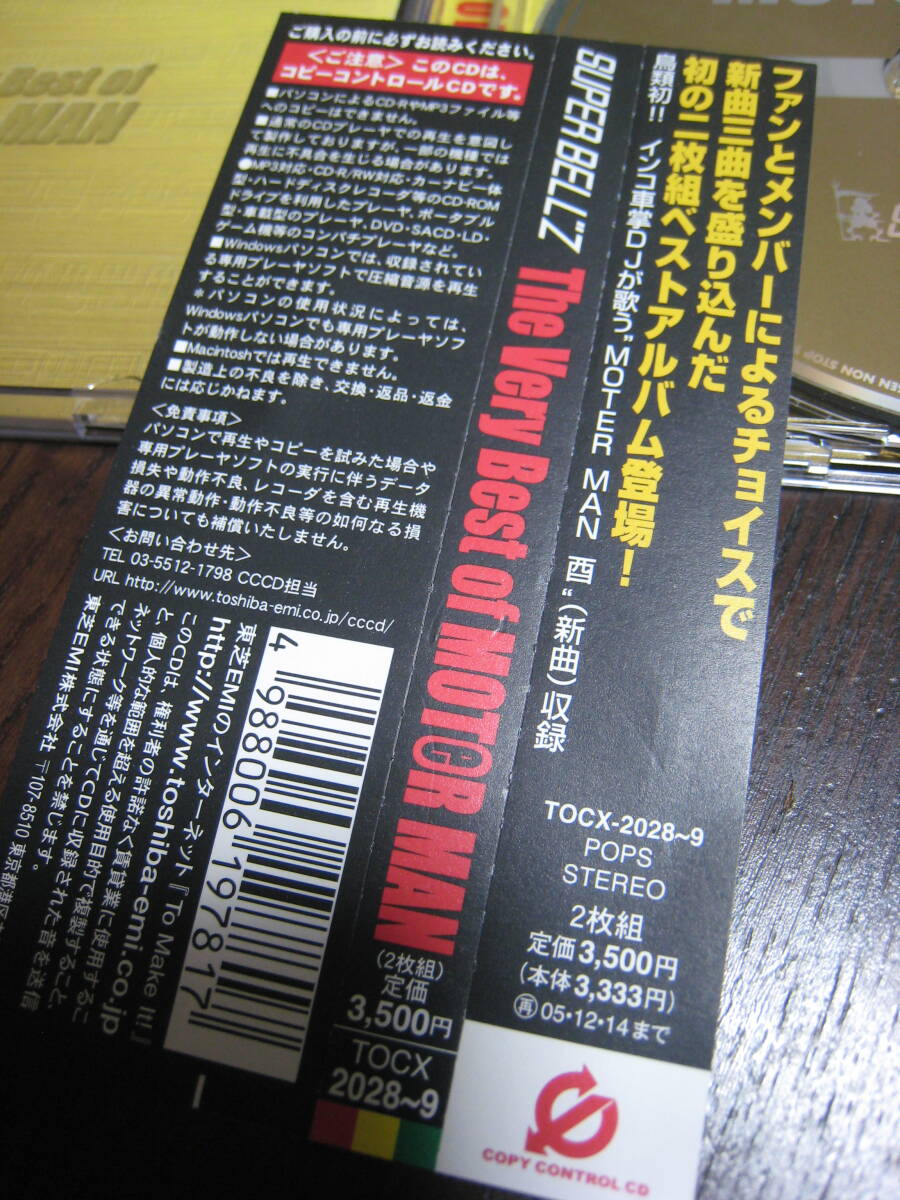 ファンとメンバーによるチョイスで
新曲三曲を盛り込んだ
初の二枚組ベストアルバム登場！
鳥類初!! インコ車掌DJが歌う"MOTER MAN 酉"(新曲)収録
TOCX-2028~9
POPS
STEREO
2枚組
定価3,500円
(本体3,333円)
再05・12・14まで
COPY CONTROL CD
SUPER BELL"Z The Very Best of MOTER MAN
(2枚組)
定価
3,500円
TOCX
2028~9
ご購入の前に必ずお読みください。
<ご注意> このCDは、
コピーコントロールCDです。
■パソコンによるCD-RやMP3ファイル等
へのコピーはできません。
■通常のCDプレーヤでの再生を意図し
て製作しておりますが、一部の機種では
再生に不具合を生じる場合があります。
●MP3対応・CD-R/RW対応・カーナビ一体
型・ハードディスクレコーダ等のCD-ROM
ドライブを利用したプレーヤ、ポータブル
型・車載型のプレーヤ、DVD・SACD・LD・
ゲーム機等のコンパチプレーヤなど。
■Windowsパソコンでは、収録されてい
る専用プレーヤソフトで圧縮音源を再生
することができます。
＊パソコンの使用状況によっては、
Windowsパソコンでも専用プレーヤソフ
トが動作しない場合があります。
■Macintoshでは再生できません。
■製造上の不良を除き、交換・返品・返金
には応じかねます。
<免責事項>
パソコンで再生やコピーを試みた場合や
専用プレーヤソフトの実行に伴うデータ
損失や動作不良、レコーダを含む再生機
器の異常動作・動作不良等の如何なる損
害についても補償いたしません。
<お問い合わせ先>
TEL 03-5512-1798 CCCD担当
URL http://www.toshiba-emi.co.jp/cccd/
4 988006 197817
東芝EMIのインターネット『To Make It!』
http://www.toshiba-emi.co.jp
このCDは、権利者の許諾なく賃貸業に使用するこ
と、個人的な範囲を超える使用目的で複製すること、
ネットワーク等を通じてCDに収録された音を送信
できる状態にすることを禁じます。
東芝EMI株式会社 〒107-8510 東京都港区
Best of
MAN
GEN NON STOP